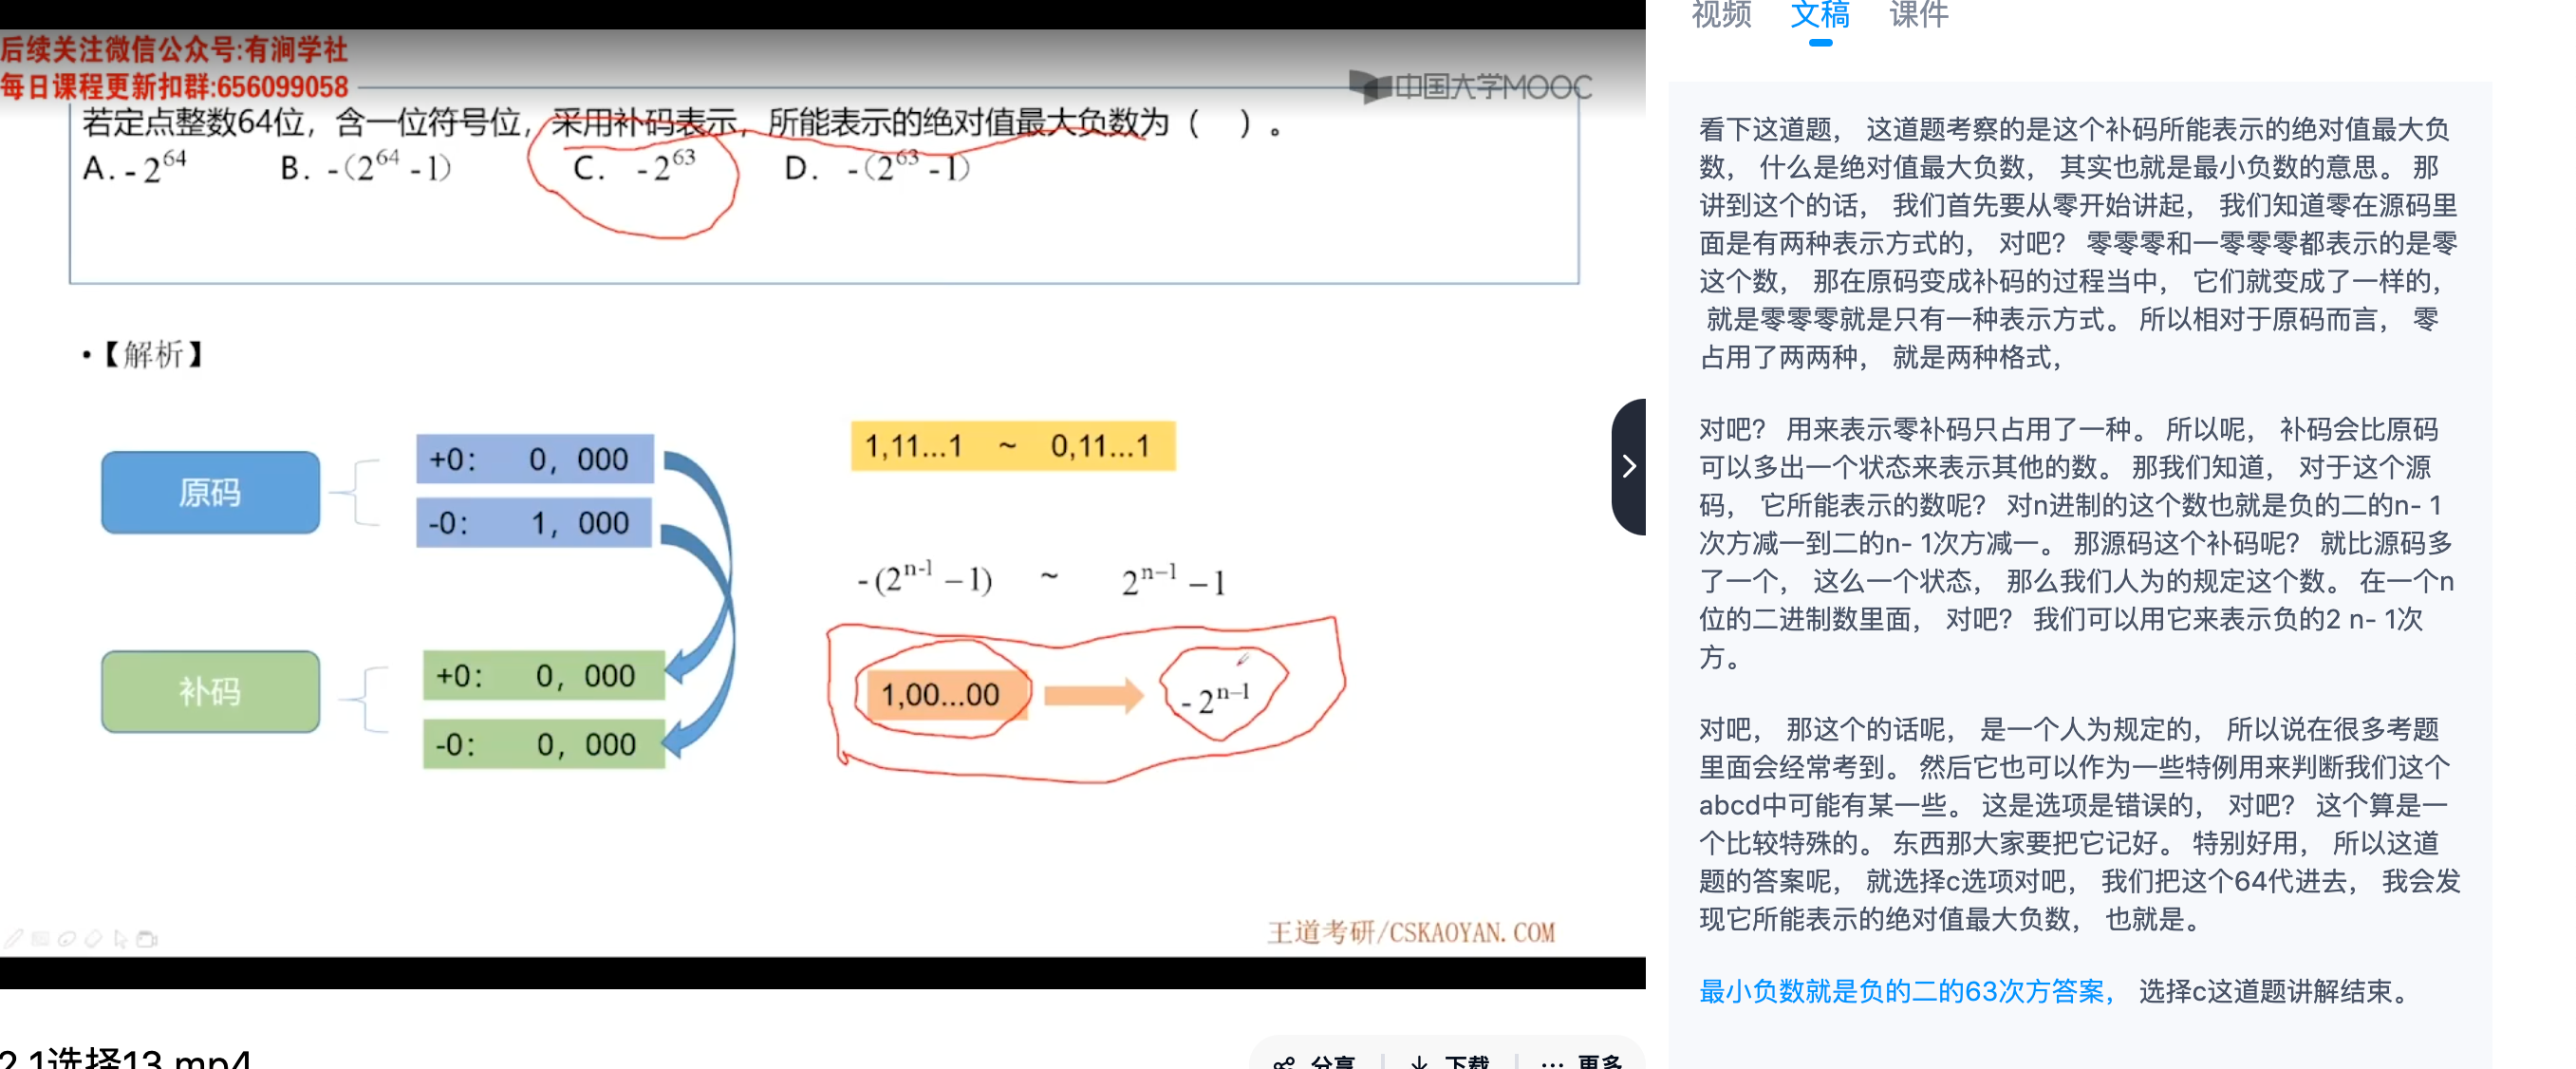 后续关注微信公众号:有涧学社
每日课程更新扣群:656099058
中国大学MOOC
若定点整数64位，含一位符号位，采用补码表示，所能表示的绝对值最大负数为（ ）。
A. -2^64 B. -(2^64 -1) C. -2^63 D. -(2^63 -1)
•【解析】
原码
+0: 0, 000
-0: 1, 000
1,11...1 ~ 0,11...1
-(2^n-1 −1) ~ 2^n−1 −1
补码
+0: 0, 000
-0: 0, 000
1,00...00
-2^n−1
王道考研/CSKAOYAN.COM
2.1选择13.mp4
分享 下载 更多
视频 文稿 课件
看下这道题， 这道题考察的是这个补码所能表示的绝对值最大负
数， 什么是绝对值最大负数， 其实也就是最小负数的意思。 那
讲到这个的话， 我们首先要从零开始讲起， 我们知道零在源码里
面是有两种表示方式的， 对吧？ 零零零和一零零零都表示的是零
这个数， 那在原码变成补码的过程当中， 它们就变成了一样的，
就是零零零就是只有一种表示方式。 所以相对于原码而言， 零
占用了两两种， 就是两种格式，
对吧？ 用来表示零补码只占用了一种。 所以呢， 补码会比原码
可以多出一个状态来表示其他的数。 那我们知道， 对于这个源
码， 它所能表示的数呢？ 对n进制的这个数也就是负的二的n- 1
次方减一到二的n- 1次方减一。 那源码这个补码呢？ 就比源码多
了一个， 这么一个状态， 那么我们人为的规定这个数。 在一个n
位的二进制数里面， 对吧？ 我们可以用它来表示负的2 n- 1次
方。
对吧， 那这个的话呢， 是一个人为规定的， 所以说在很多考题
里面会经常考到。 然后它也可以作为一些特例用来判断我们这个
abcd中可能有某一些。 这是选项是错误的， 对吧？ 这个算是一
个比较特殊的。 东西那大家要把它记好。 特别好用， 所以这道
题的答案呢， 就选择c选项对吧， 我们把这个64代进去， 我会发
现它所能表示的绝对值最大负数， 也就是。
最小负数就是负的二的63次方答案， 选择c这道题讲解结束。